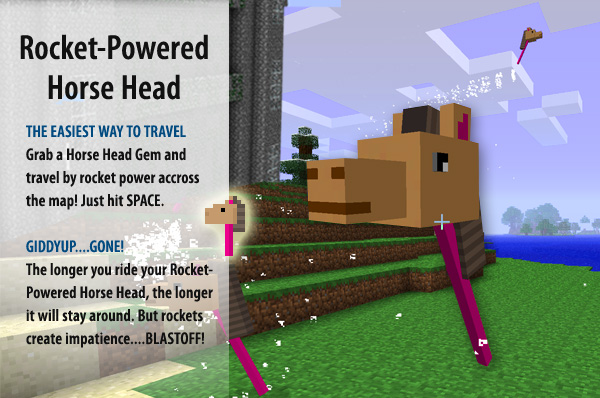 Rocket-Powered
Horse Head
THE EASIEST WAY TO TRAVEL
Grab a Horse Head Gem and
travel by rocket power accross
the map! Just hit SPACE.
GIDDYUP....GONE!
The longer you ride your Rocket-
Powered Horse Head, the longer
it will stay around. But rockets
create impatience....BLASTOFF!